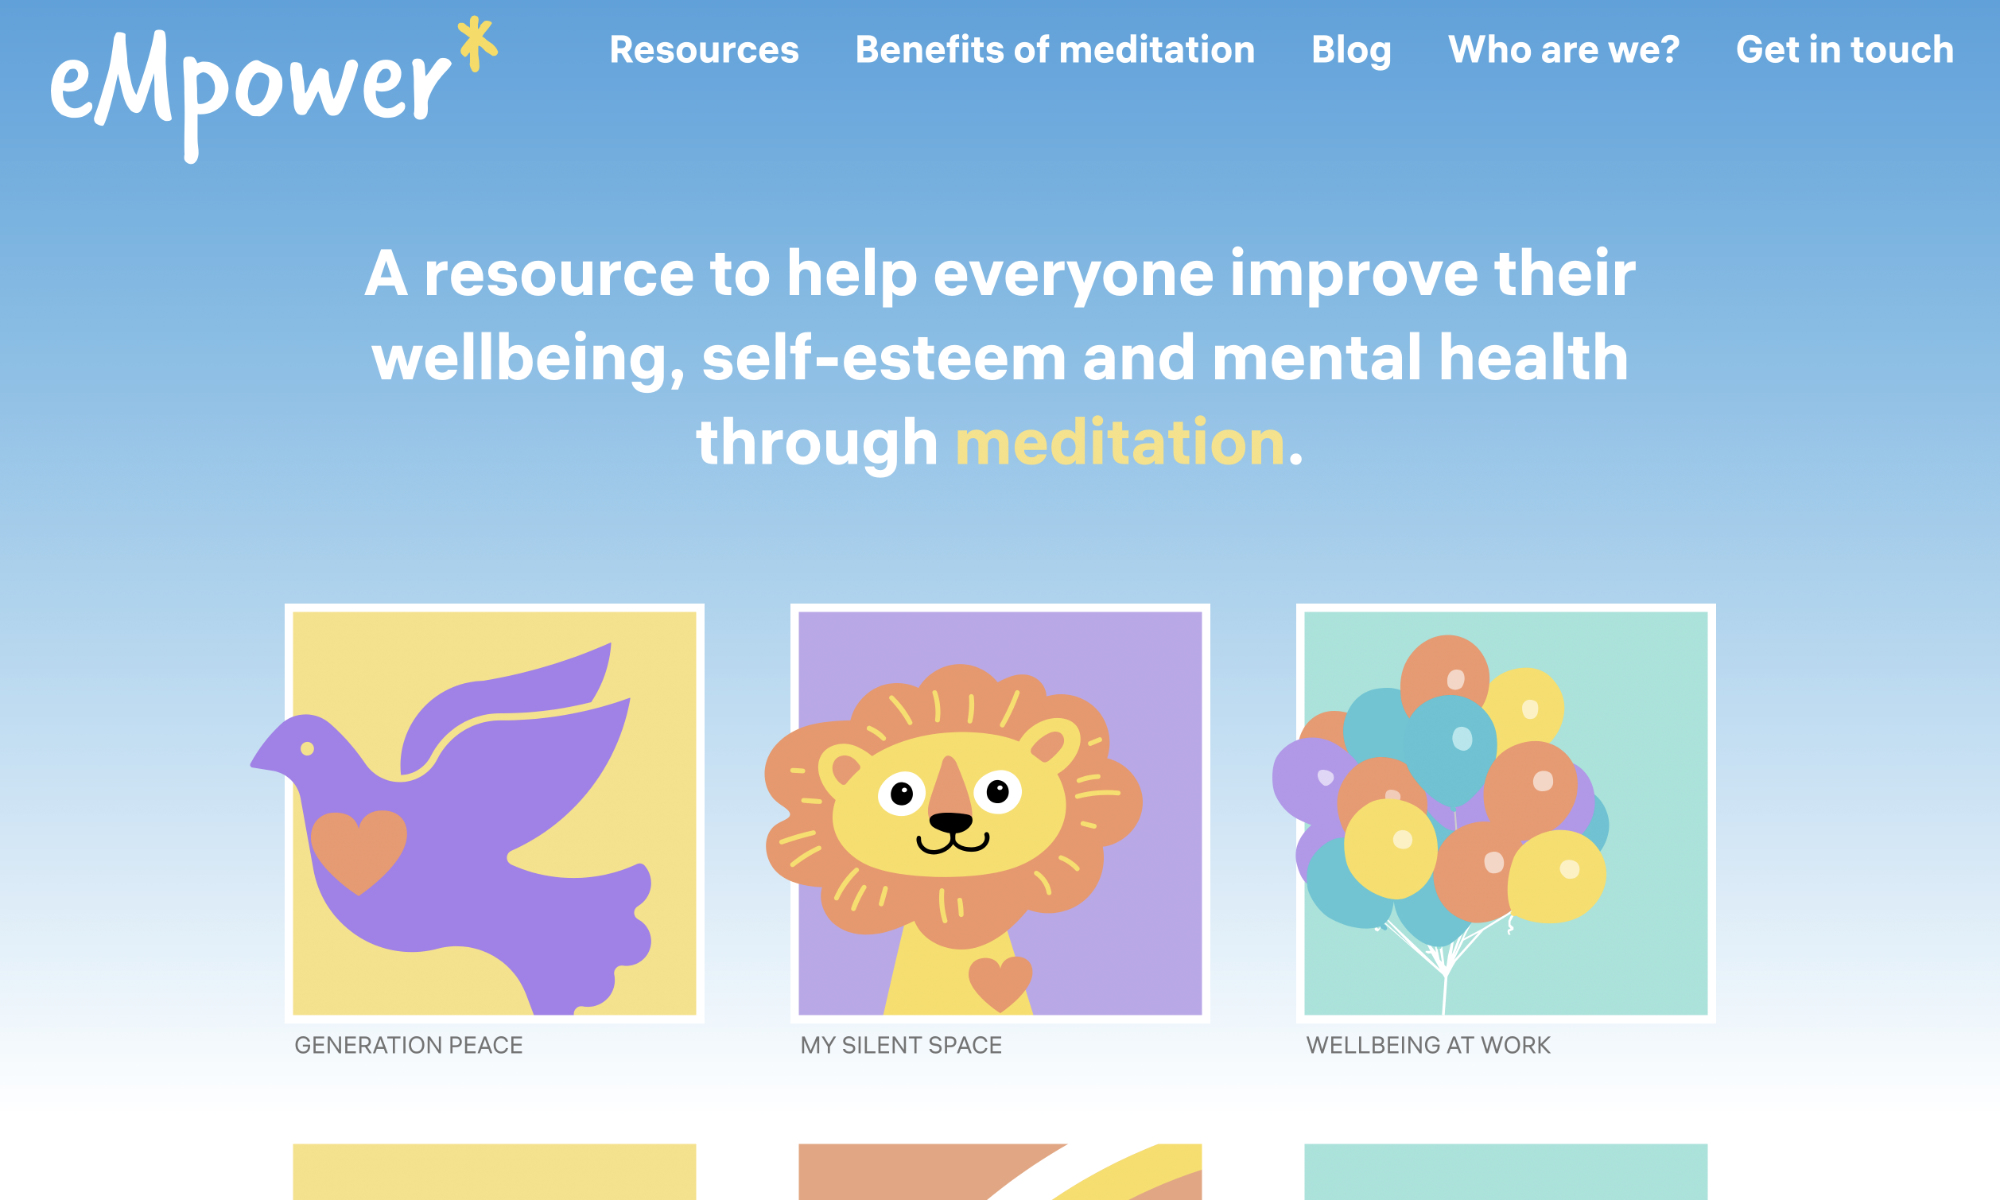 eMpower*
Resources
Benefits of meditation
Blog
Who are we?
Get in touch
A resource to help everyone improve their
wellbeing, self-esteem and mental health
through meditation.
GENERATION PEACE
MY SILENT SPACE
WELLBEING AT WORK